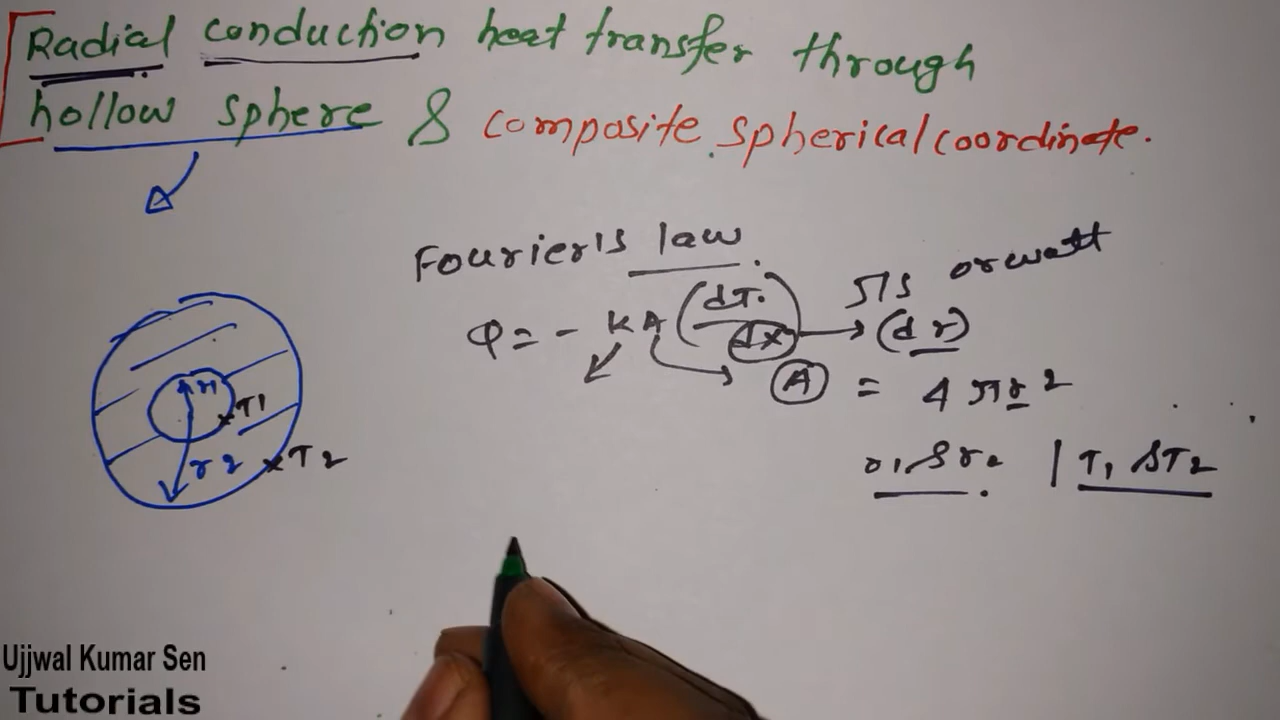 Radial conduction heat transfer through
hollow sphere & composite spherical coordinate.
Fourier's law
J/s or watt
Q = - KA (dT/dx) → (dr)
A = 4πr²
r1 & r2 | T1 & T2
r1
T1
r2
T2
Ujjwal Kumar Sen
Tutorials